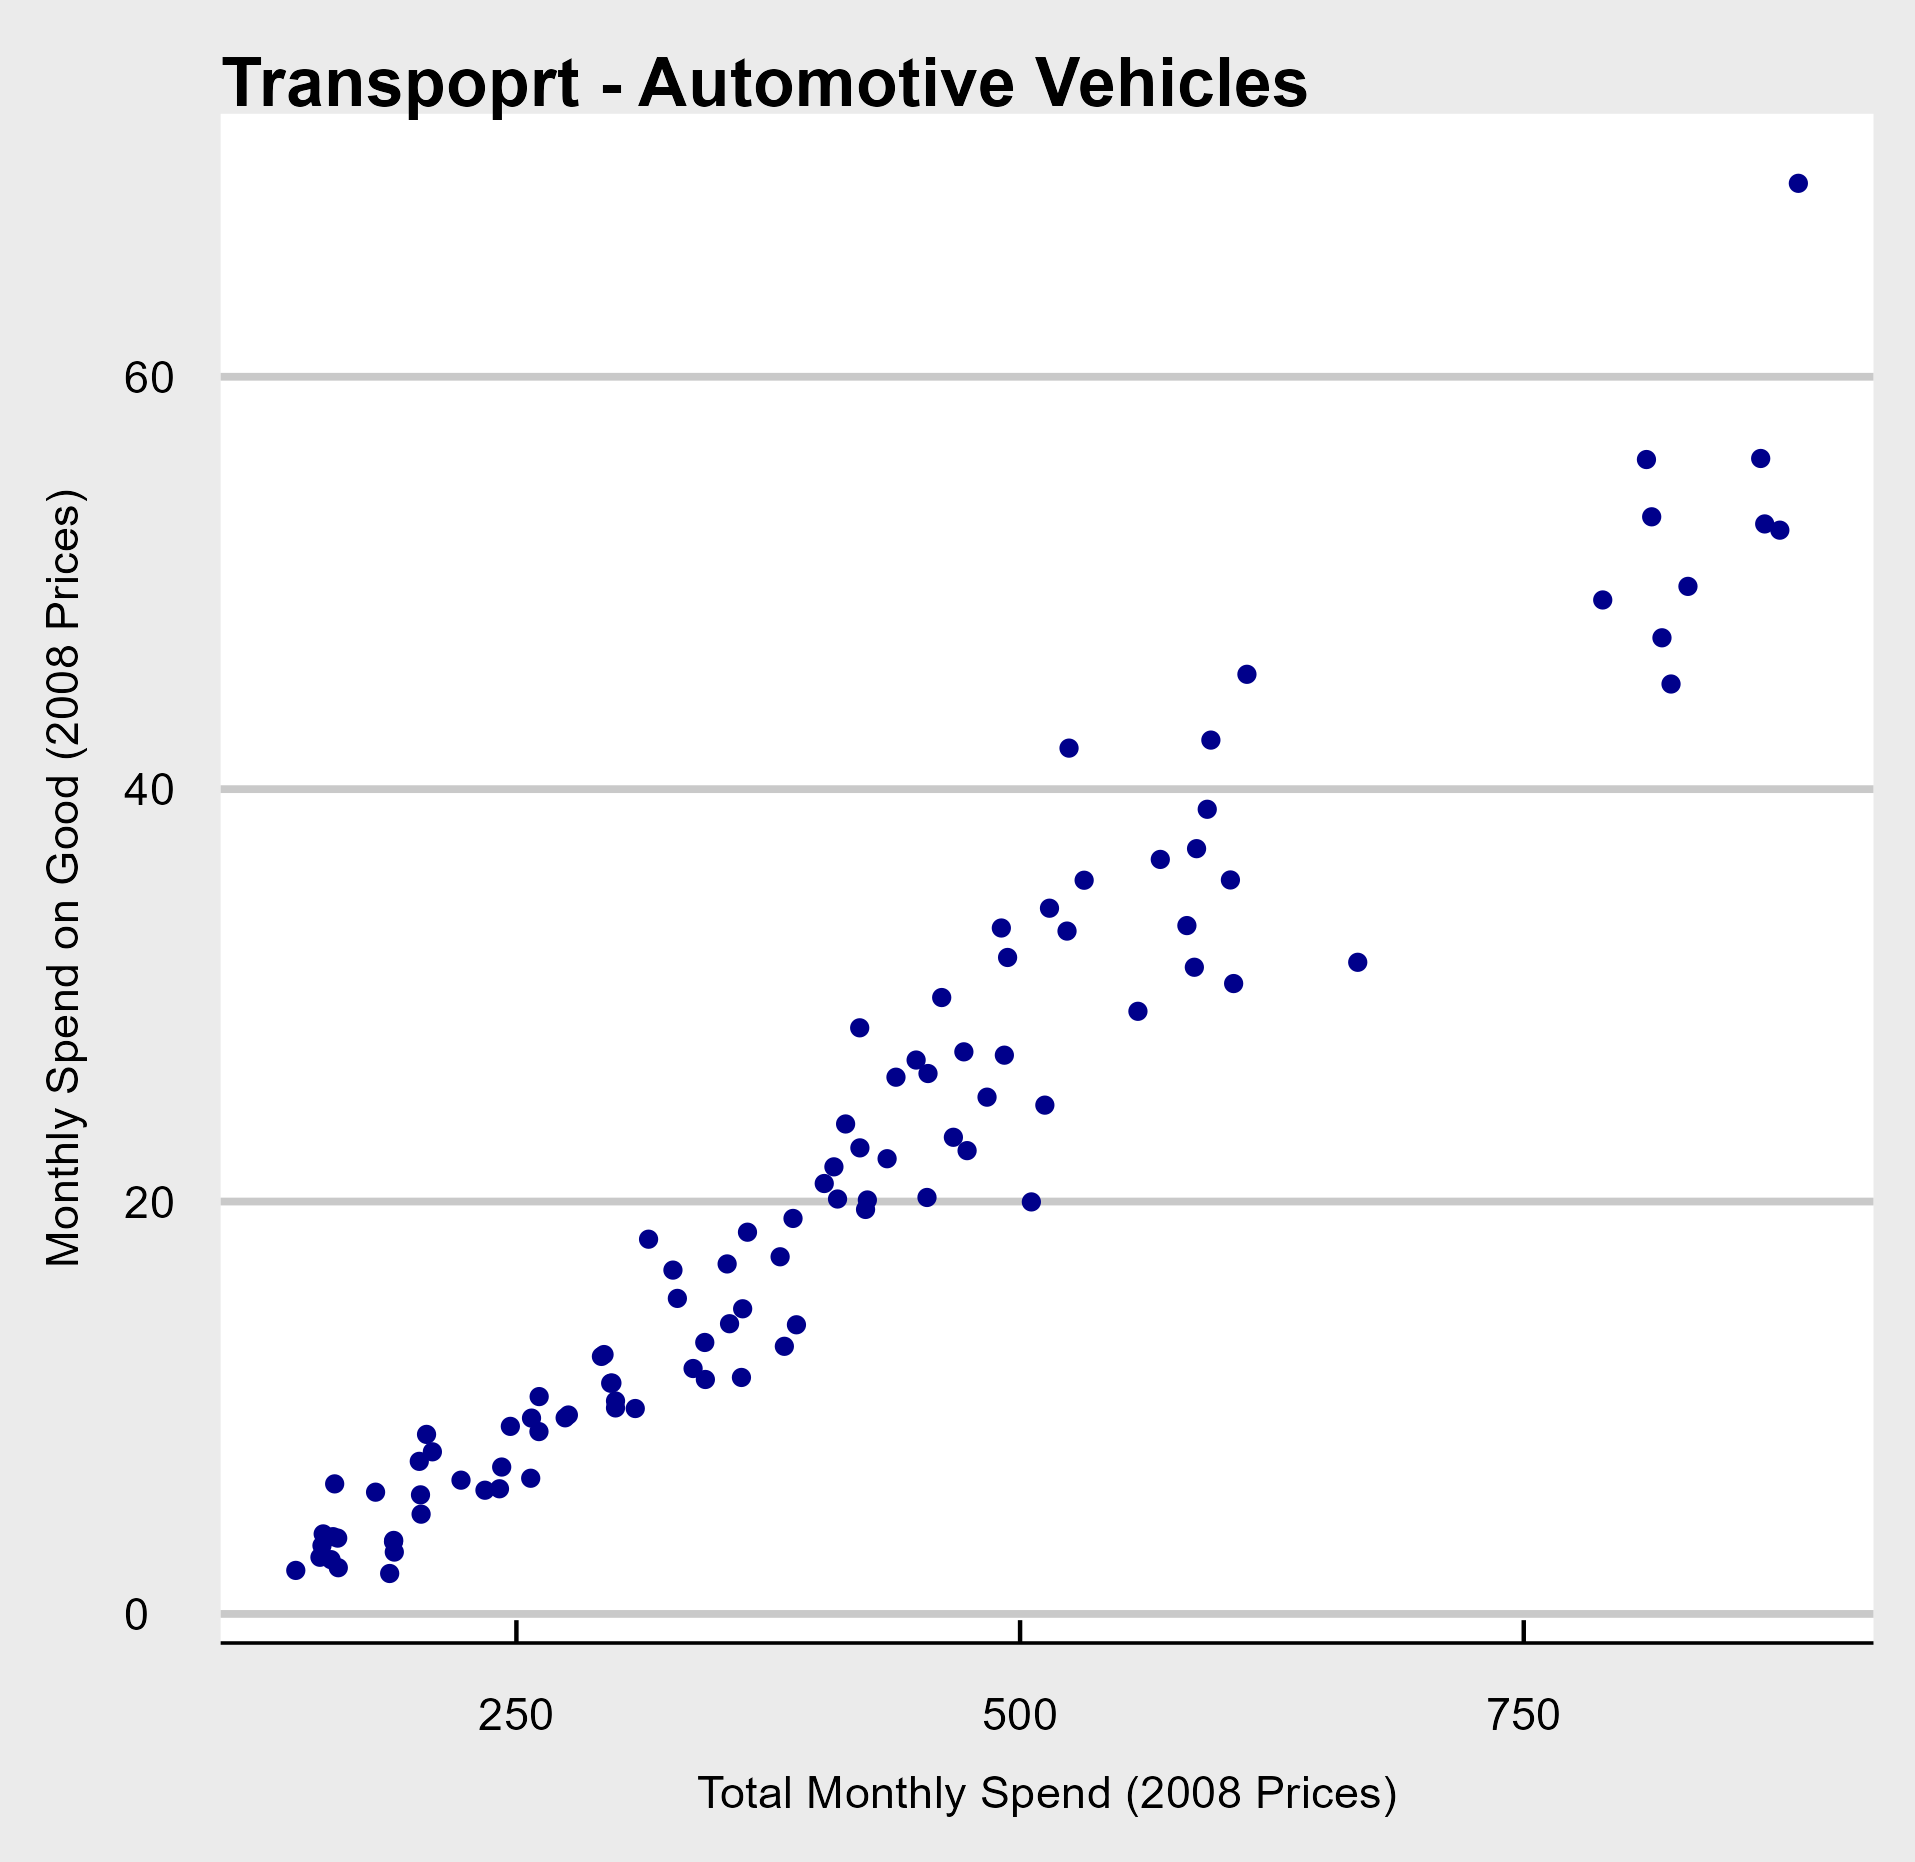 Transpoprt - Automotive Vehicles
Monthly Spend on Good (2008 Prices)
60
40
20
0
250 500 750
Total Monthly Spend (2008 Prices)